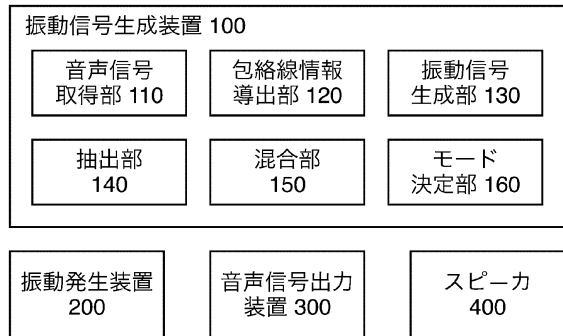 振動信号生成装置 100
音声信号
取得部 110
包絡線情報
導出部 120
振動信号
生成部 130
抽出部
140
混合部
150
モード
決定部 160
振動発生装置
200
音声信号出力
装置 300
スピーカ
400